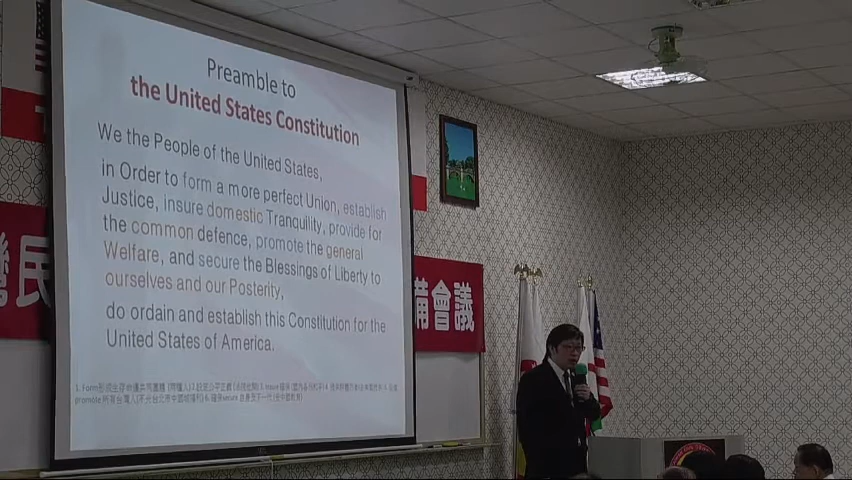 Preamble to
the United States Constitution
We the People of the United States,
in Order to form a more perfect Union, establish
Justice, insure domestic Tranquility, provide for
the common defence, promote the general
Welfare, and secure the Blessings of Liberty to
ourselves and our Posterity,
do ordain and establish this Constitution for the
United States of America.
灣民
備會議